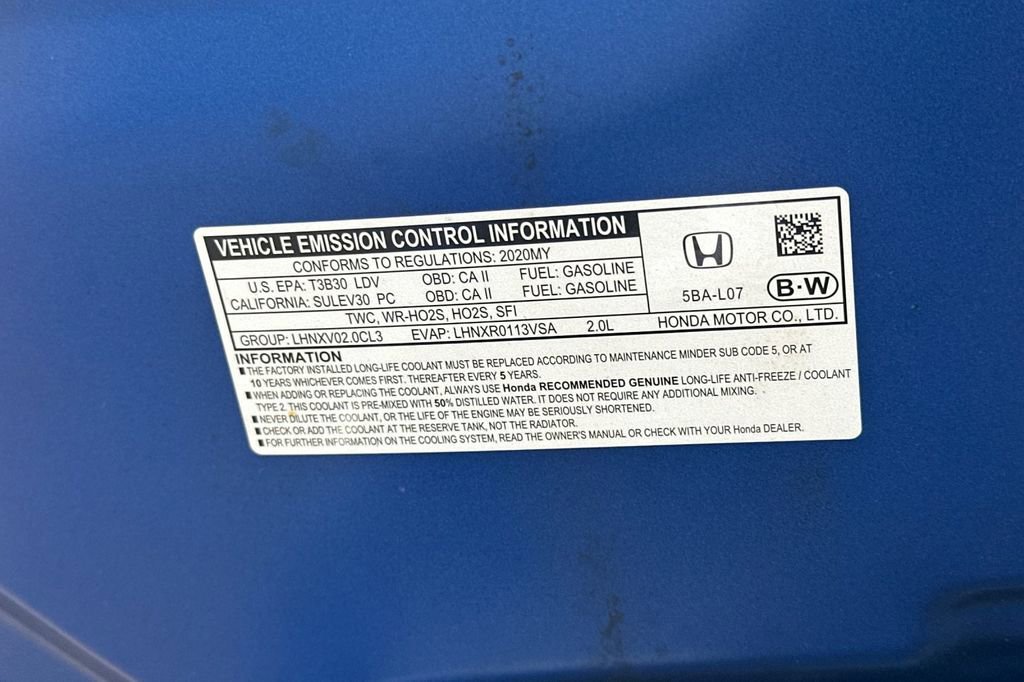 VEHICLE EMISSION CONTROL INFORMATION
CONFORMS TO REGULATIONS: 2020MY
U.S. EPA: T3B30 LDV OBD: CA II FUEL: GASOLINE
CALIFORNIA: SULEV30 PC OBD: CA II FUEL: GASOLINE
TWC, WR-HO2S, HO2S, SFI
GROUP: LHNXV02.0CL3 EVAP: LHNXR0113VSA 2.0L
5BA-L07
B·W
HONDA MOTOR CO., LTD.
INFORMATION
■ THE FACTORY INSTALLED LONG-LIFE COOLANT MUST BE REPLACED ACCORDING TO MAINTENANCE MINDER SUB CODE 5, OR AT
10 YEARS WHICHEVER COMES FIRST. THEREAFTER EVERY 5 YEARS.
■ WHEN ADDING OR REPLACING THE COOLANT, ALWAYS USE Honda RECOMMENDED GENUINE LONG-LIFE ANTI-FREEZE / COOLANT
TYPE 2. THIS COOLANT IS PRE-MIXED WITH 50% DISTILLED WATER. IT DOES NOT REQUIRE ANY ADDITIONAL MIXING.
■ NEVER DILUTE THE COOLANT, OR THE LIFE OF THE ENGINE MAY BE SERIOUSLY SHORTENED.
■ CHECK OR ADD THE COOLANT AT THE RESERVE TANK, NOT THE RADIATOR.
■ FOR FURTHER INFORMATION ON THE COOLING SYSTEM, READ THE OWNER'S MANUAL OR CHECK WITH YOUR Honda DEALER.